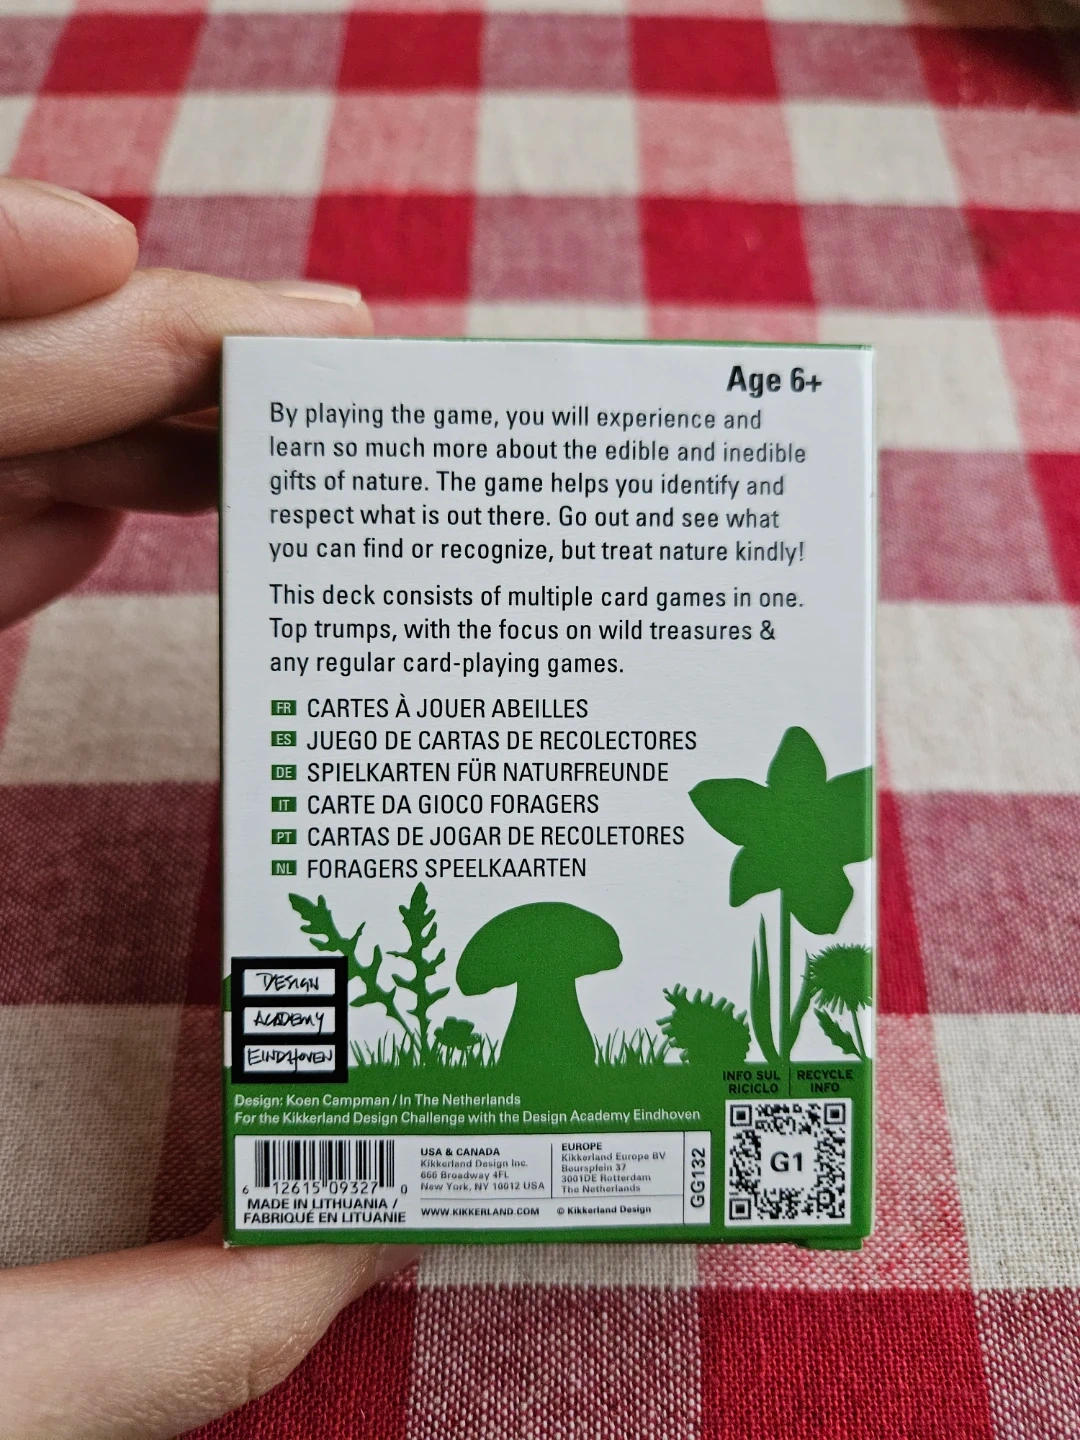 Age 6+
By playing the game, you will experience and
learn so much more about the edible and inedible
gifts of nature. The game helps you identify and
respect what is out there. Go out and see what
you can find or recognize, but treat nature kindly!
This deck consists of multiple card games in one.
Top trumps, with the focus on wild treasures &
any regular card-playing games.
FR CARTES À JOUER ABEILLES
ES JUEGO DE CARTAS DE RECOLECTORES
DE SPIELKARTEN FÜR NATURFREUNDE
IT CARTE DA GIOCO FORAGERS
PT CARTAS DE JOGAR DE RECOLETORES
NL FORAGERS SPEELKAARTEN
DESIGN
ACADEMY
EINDHOVEN
Design: Koen Campman / In The Netherlands
For the Kikkerland Design Challenge with the Design Academy Eindhoven
6 12615 09327 0
MADE IN LITHUANIA /
FABRIQUÉ EN LITUANIE
USA & CANADA
Kikkerland Design Inc.
666 Broadway 4FL
New York, NY 10012 USA
EUROPE
Kikkerland Europe BV
Beursplein 37
3001DE Rotterdam
The Netherlands
WWW.KIKKERLAND.COM
© Kikkerland Design
GG132
INFO SUL
RICICLO
RECYCLE
INFO
G1